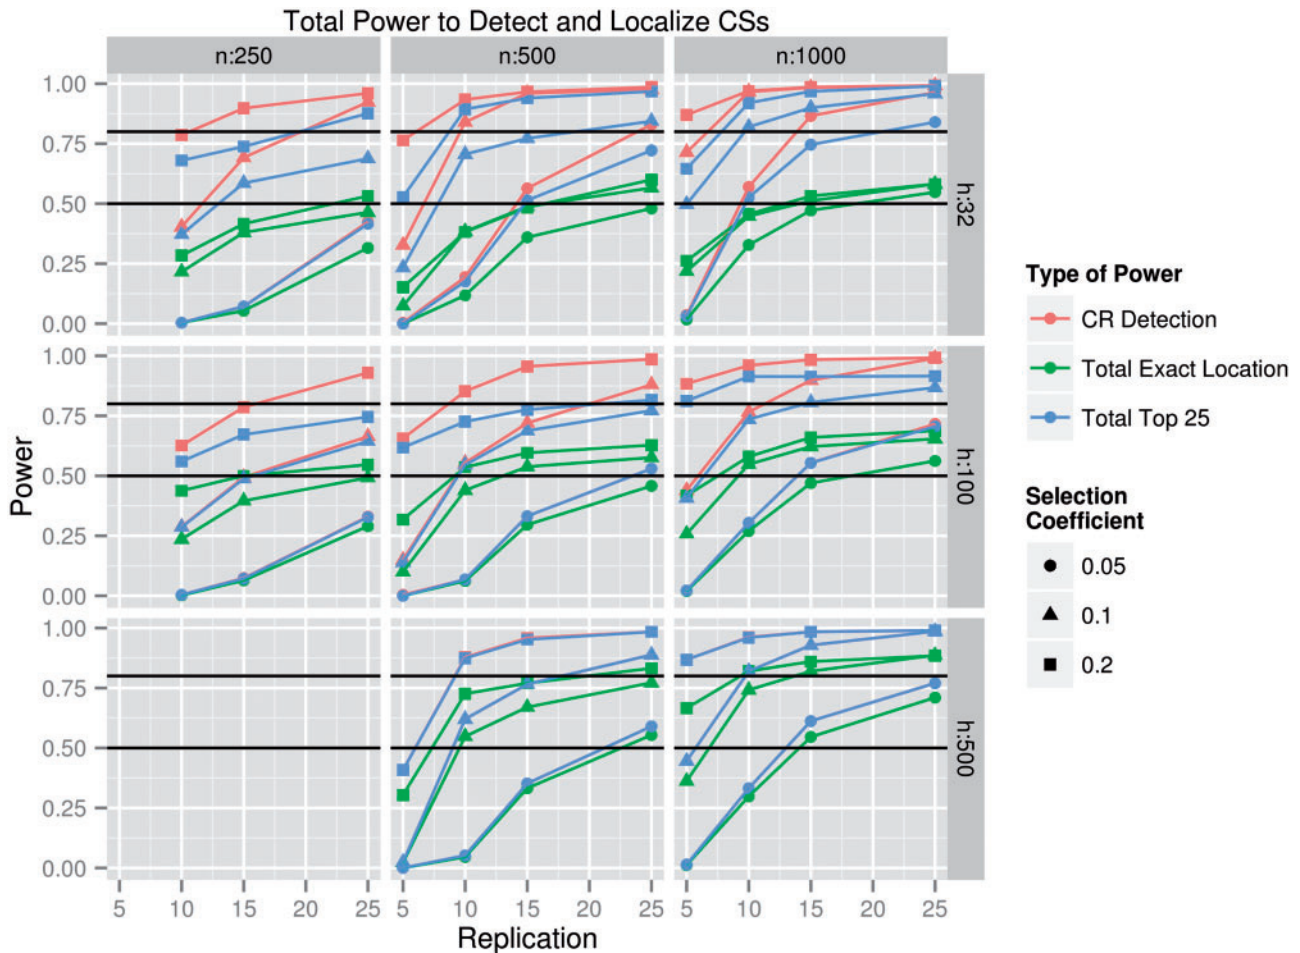 Total Power to Detect and Localize CSs
n:250
n:500
n:1000
1.00
0.75
0.50
0.25
0.00
h:32
1.00
0.75
0.50
0.25
0.00
h:100
1.00
0.75
0.50
0.25
0.00
h:500
Power
5 10 15 20 25
5 10 15 20 25
5 10 15 20 25
Replication
Type of Power
CR Detection
Total Exact Location
Total Top 25
Selection
Coefficient
0.05
0.1
0.2